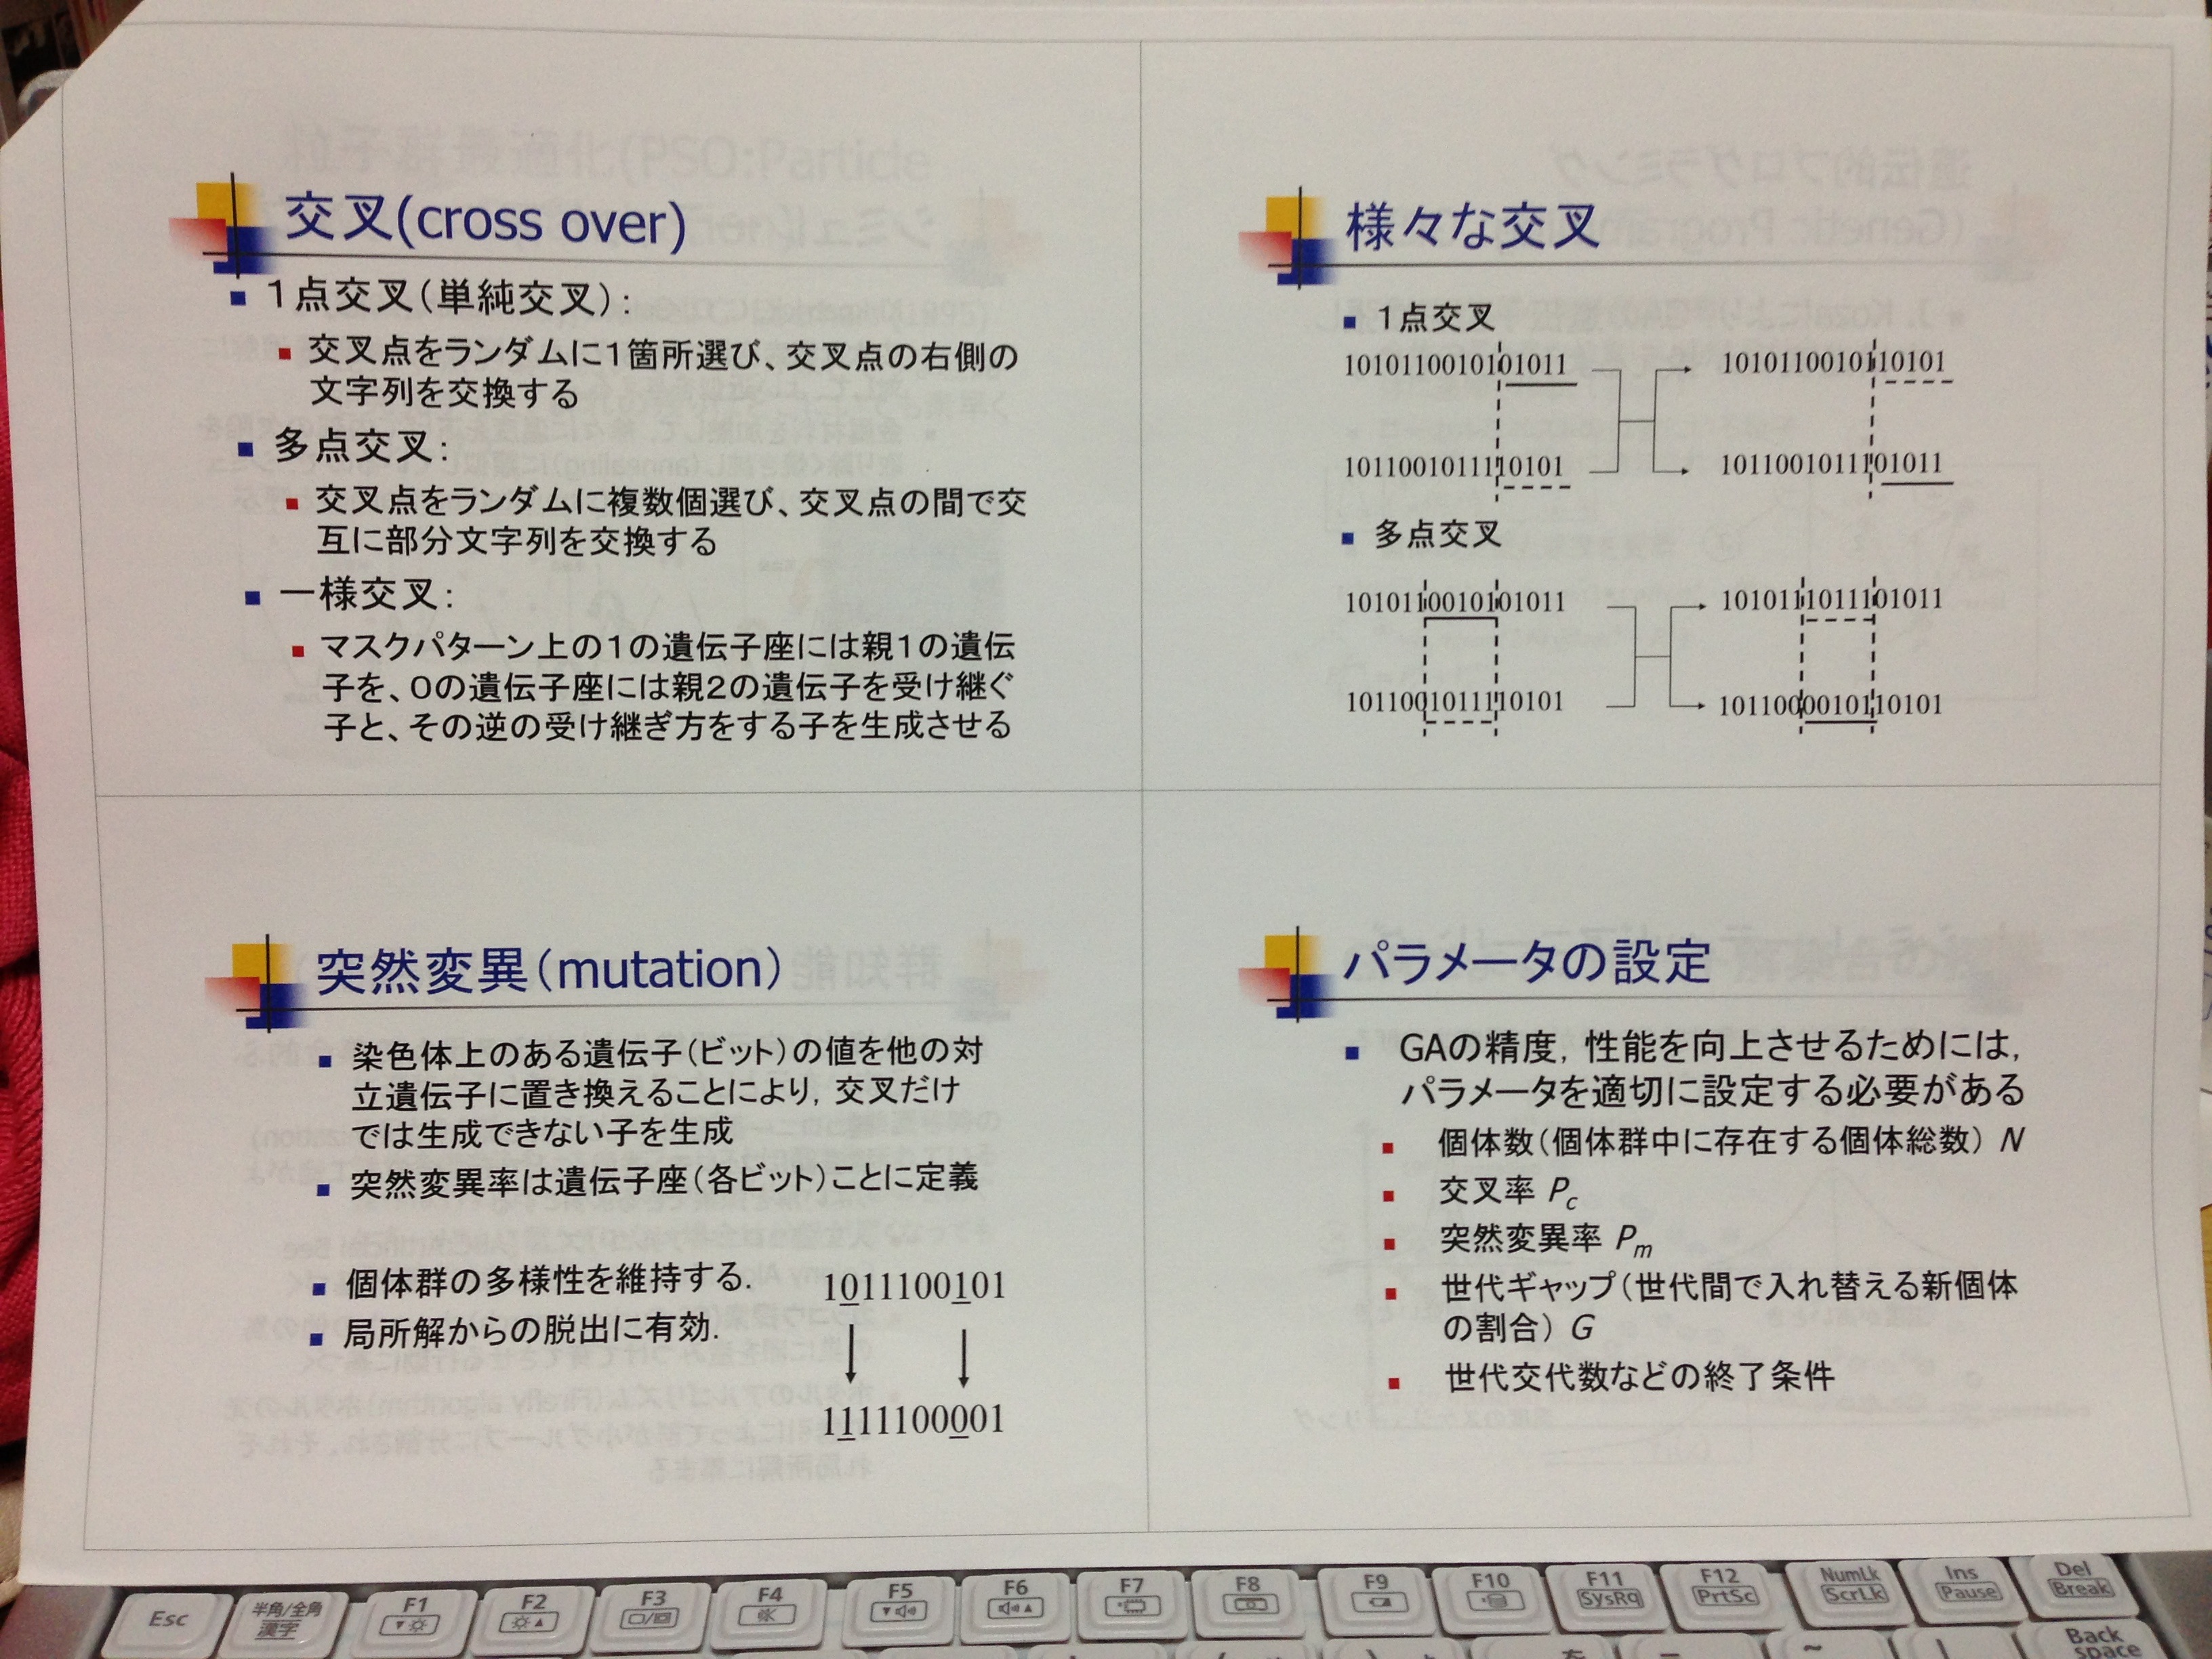 交叉(cross over)
1点交叉（単純交叉）:
交叉点をランダムに1箇所選び、交叉点の右側の
文字列を交換する
多点交叉:
交叉点をランダムに複数個選び、交叉点の間で交
互に部分文字列を交換する
一様交叉:
マスクパターン上の1の遺伝子座には親1の遺伝
子を、0の遺伝子座には親2の遺伝子を受け継ぐ
子と、その逆の受け継ぎ方をする子を生成させる
様々な交叉
1点交叉
1010110010101011 1010110010110101
1011001011110101 1011001011101011
多点交叉
1010110010101011 1010111011101011
1011001011110101 1011000010110101
突然変異（mutation）
染色体上のある遺伝子（ビット）の値を他の対
立遺伝子に置き換えることにより，交叉だけ
では生成できない子を生成
突然変異率は遺伝子座（各ビット）ごとに定義
個体群の多様性を維持する．
局所解からの脱出に有効．
1011100101
1111100001
パラメータの設定
GAの精度，性能を向上させるためには，
パラメータを適切に設定する必要がある
個体数（個体群中に存在する個体総数） N
交叉率 Pc
突然変異率 Pm
世代ギャップ（世代間で入れ替える新個体
の割合） G
世代交代数などの終了条件
Esc 半角/全角 F1 F2 F3 F4 F5 F6 F7 F8 F9 F10 F11 F12 NumLk Ins Del
漢字 SysRq PrtSc ScrLk Pause Break
Back
space